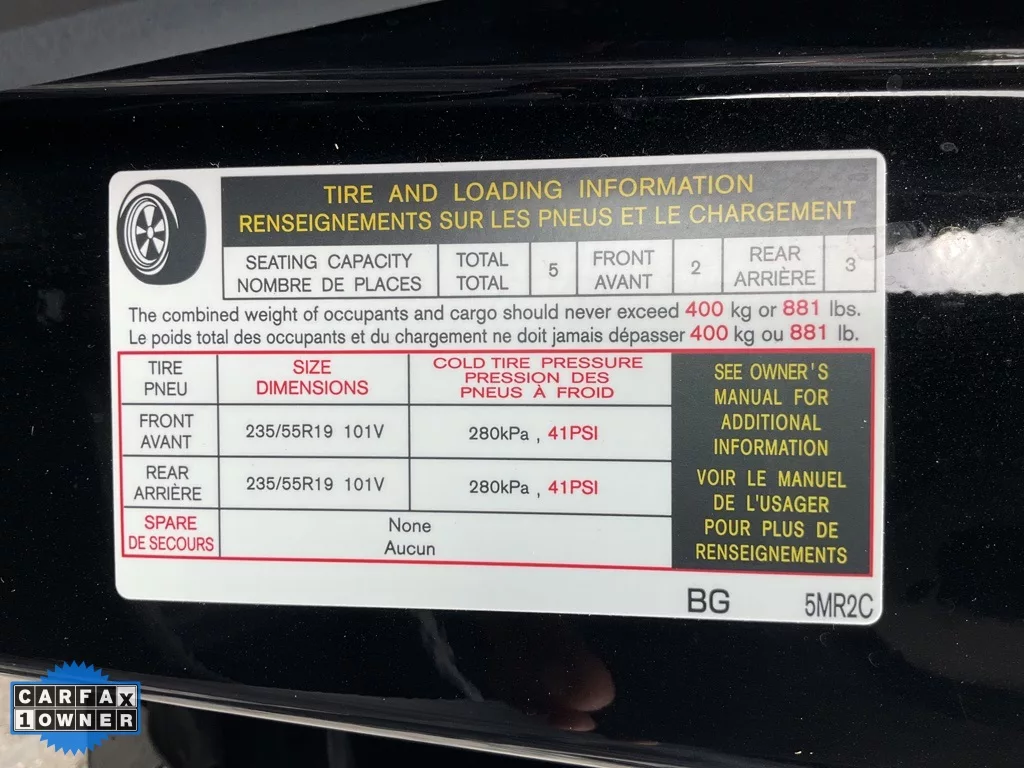 TIRE AND LOADING INFORMATION
RENSEIGNEMENTS SUR LES PNEUS ET LE CHARGEMENT
SEATING CAPACITY
NOMBRE DE PLACES
TOTAL
TOTAL
5
FRONT
AVANT
2
REAR
ARRIÈRE
3
The combined weight of occupants and cargo should never exceed 400 kg or 881 lbs.
Le poids total des occupants et du chargement ne doit jamais dépasser 400 kg ou 881 lb.
TIRE
PNEU
SIZE
DIMENSIONS
COLD TIRE PRESSURE
PRESSION DES
PNEUS À FROID
FRONT
AVANT
235/55R19 101V
280kPa , 41PSI
REAR
ARRIÈRE
235/55R19 101V
280kPa , 41PSI
SPARE
DE SECOURS
None
Aucun
SEE OWNER'S
MANUAL FOR
ADDITIONAL
INFORMATION
VOIR LE MANUEL
DE L'USAGER
POUR PLUS DE
RENSEIGNEMENTS
BG
5MR2C
CARFAX
1 OWNER